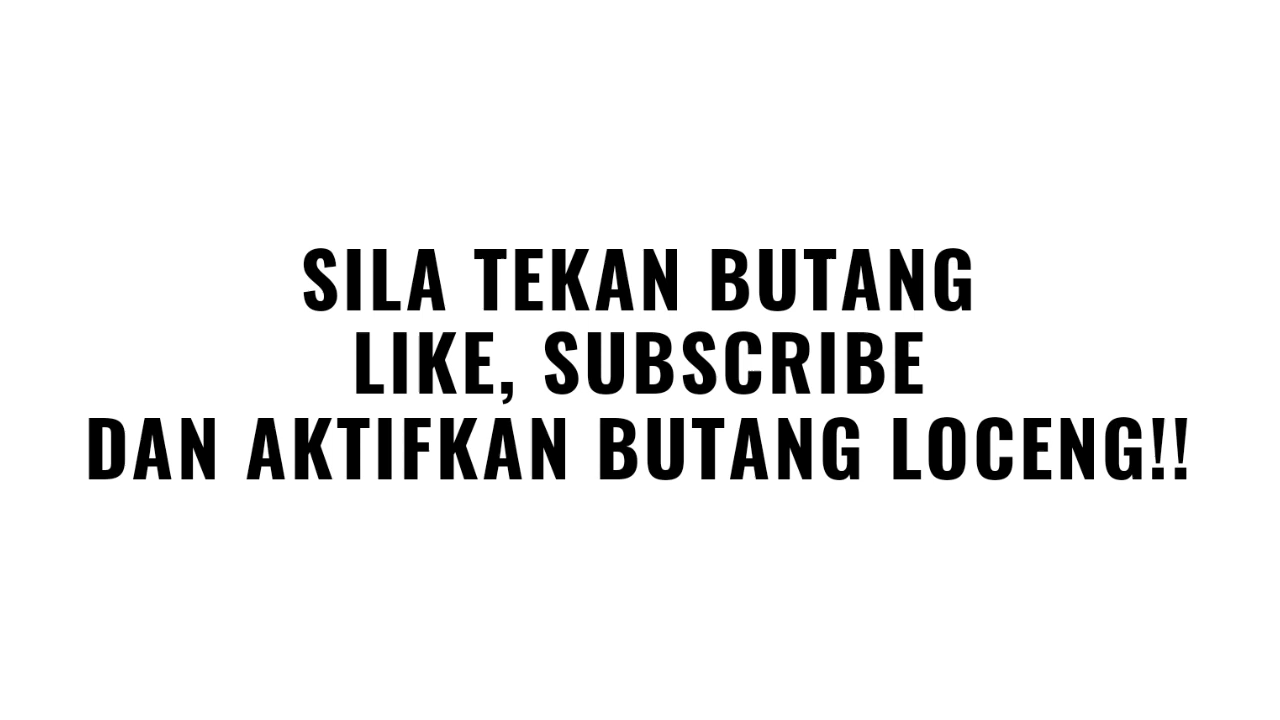 SILA TEKAN BUTANG
LIKE, SUBSCRIBE
DAN AKTIFKAN BUTANG LOCENG!!